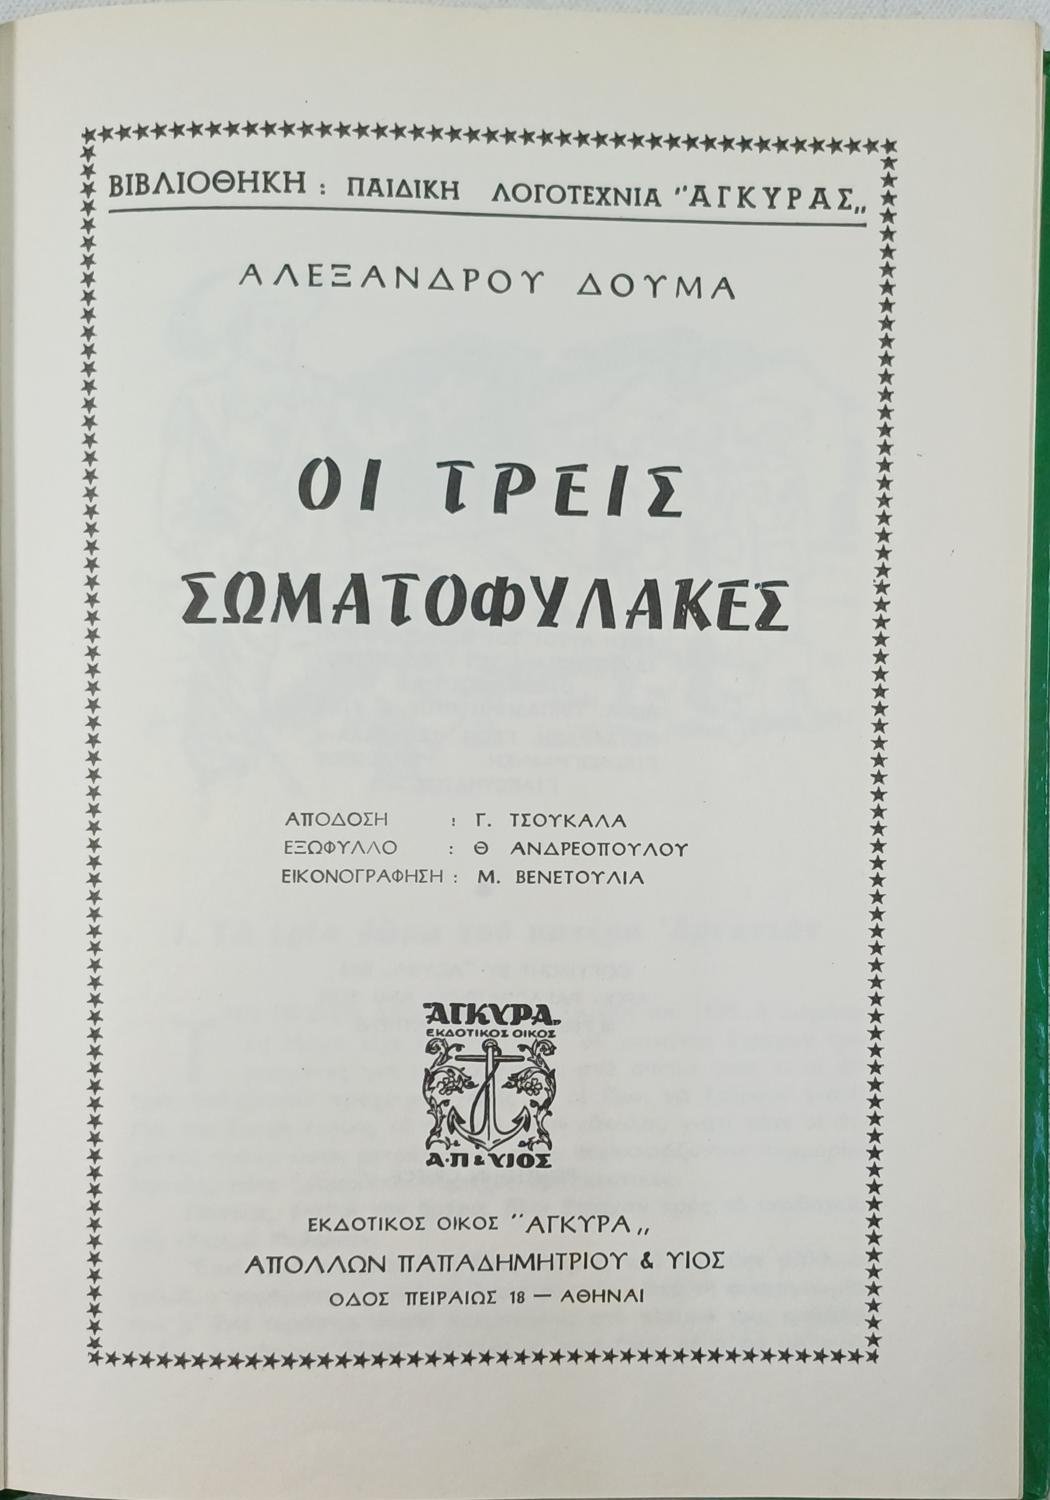 ΒΙΒΛΙΟΘΗΚΗ : ΠΑΙΔΙΚΗ ΛΟΓΟΤΕΧΝΙΑ "ΑΓΚΥΡΑΣ,,
ΑΛΕΞΑΝΔΡΟΥ ΔΟΥΜΑ
ΟΙ ΤΡΕΙΣ
ΣΩΜΑΤΟΦΥΛΑΚΕΣ
ΑΠΟΔΟΣΗ : Γ. ΤΣΟΥΚΑΛΑ
ΕΞΩΦΥΛΛΟ : Θ ΑΝΔΡΕΟΠΟΥΛΟΥ
ΕΙΚΟΝΟΓΡΑΦΗΣΗ : Μ. ΒΕΝΕΤΟΥΛΙΑ
"ΑΓΚΥΡΑ,,
ΕΚΔΟΤΙΚΟΣ ΟΙΚΟΣ
Α·Π & ΥΙΟΣ
ΕΚΔΟΤΙΚΟΣ ΟΙΚΟΣ "ΑΓΚΥΡΑ,,
ΑΠΟΛΛΩΝ ΠΑΠΑΔΗΜΗΤΡΙΟΥ & ΥΙΟΣ
ΟΔΟΣ ΠΕΙΡΑΙΩΣ 18 — ΑΘΗΝΑΙ